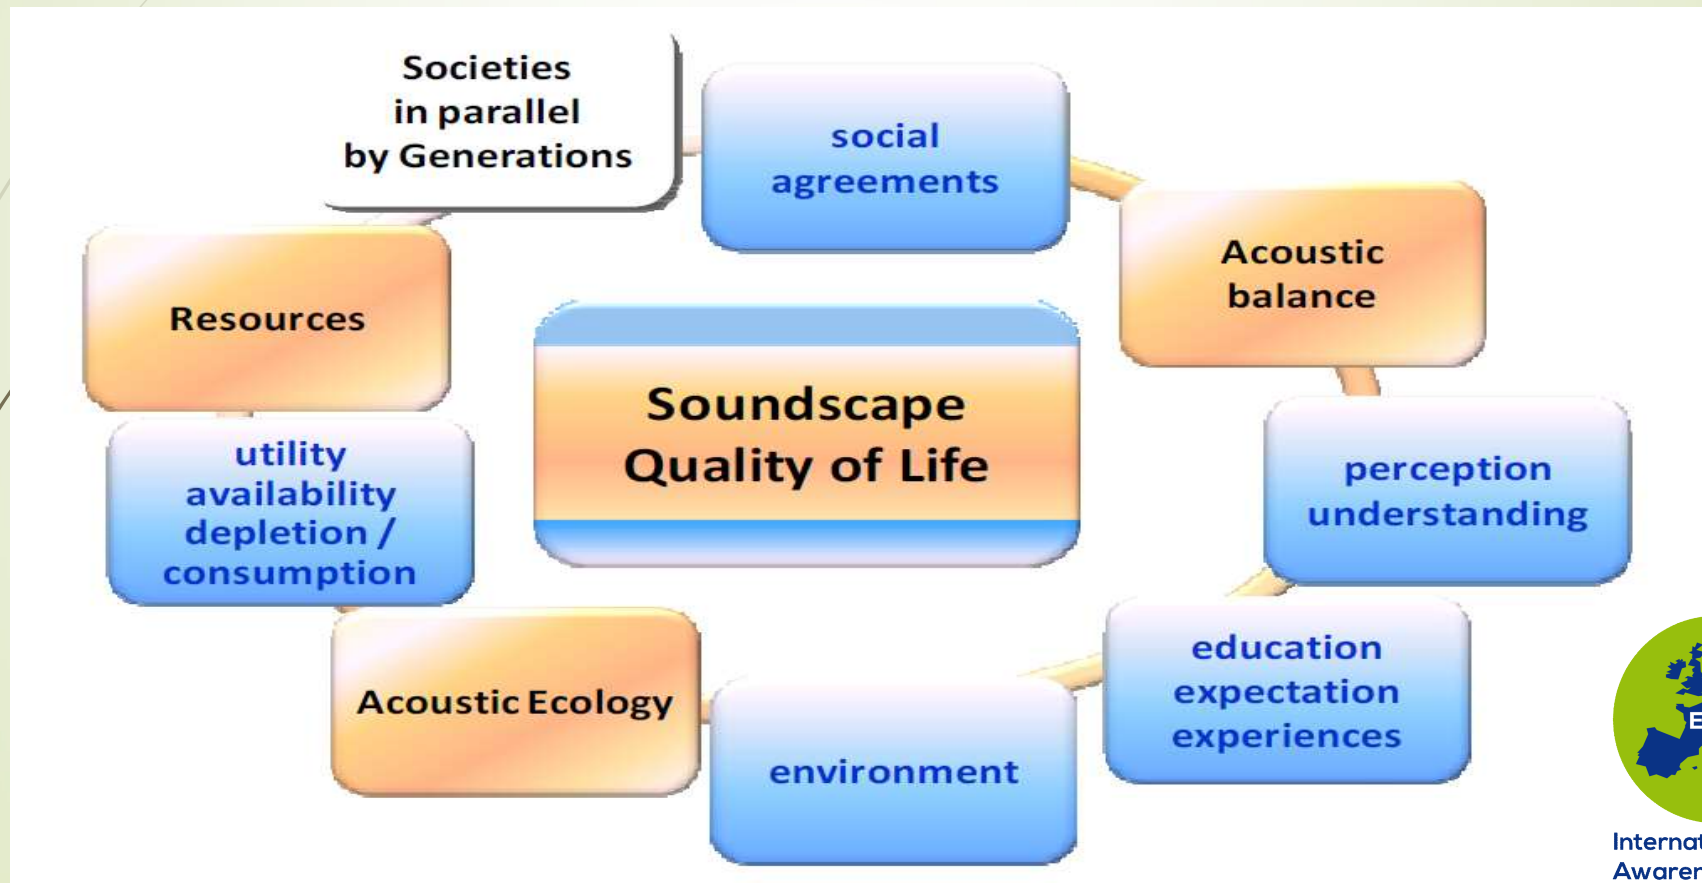 Societies
in parallel
by Generations
social
agreements
Acoustic
balance
Resources
Soundscape
Quality of Life
utility
availability
depletion /
consumption
perception
understanding
education
expectation
experiences
Acoustic Ecology
environment